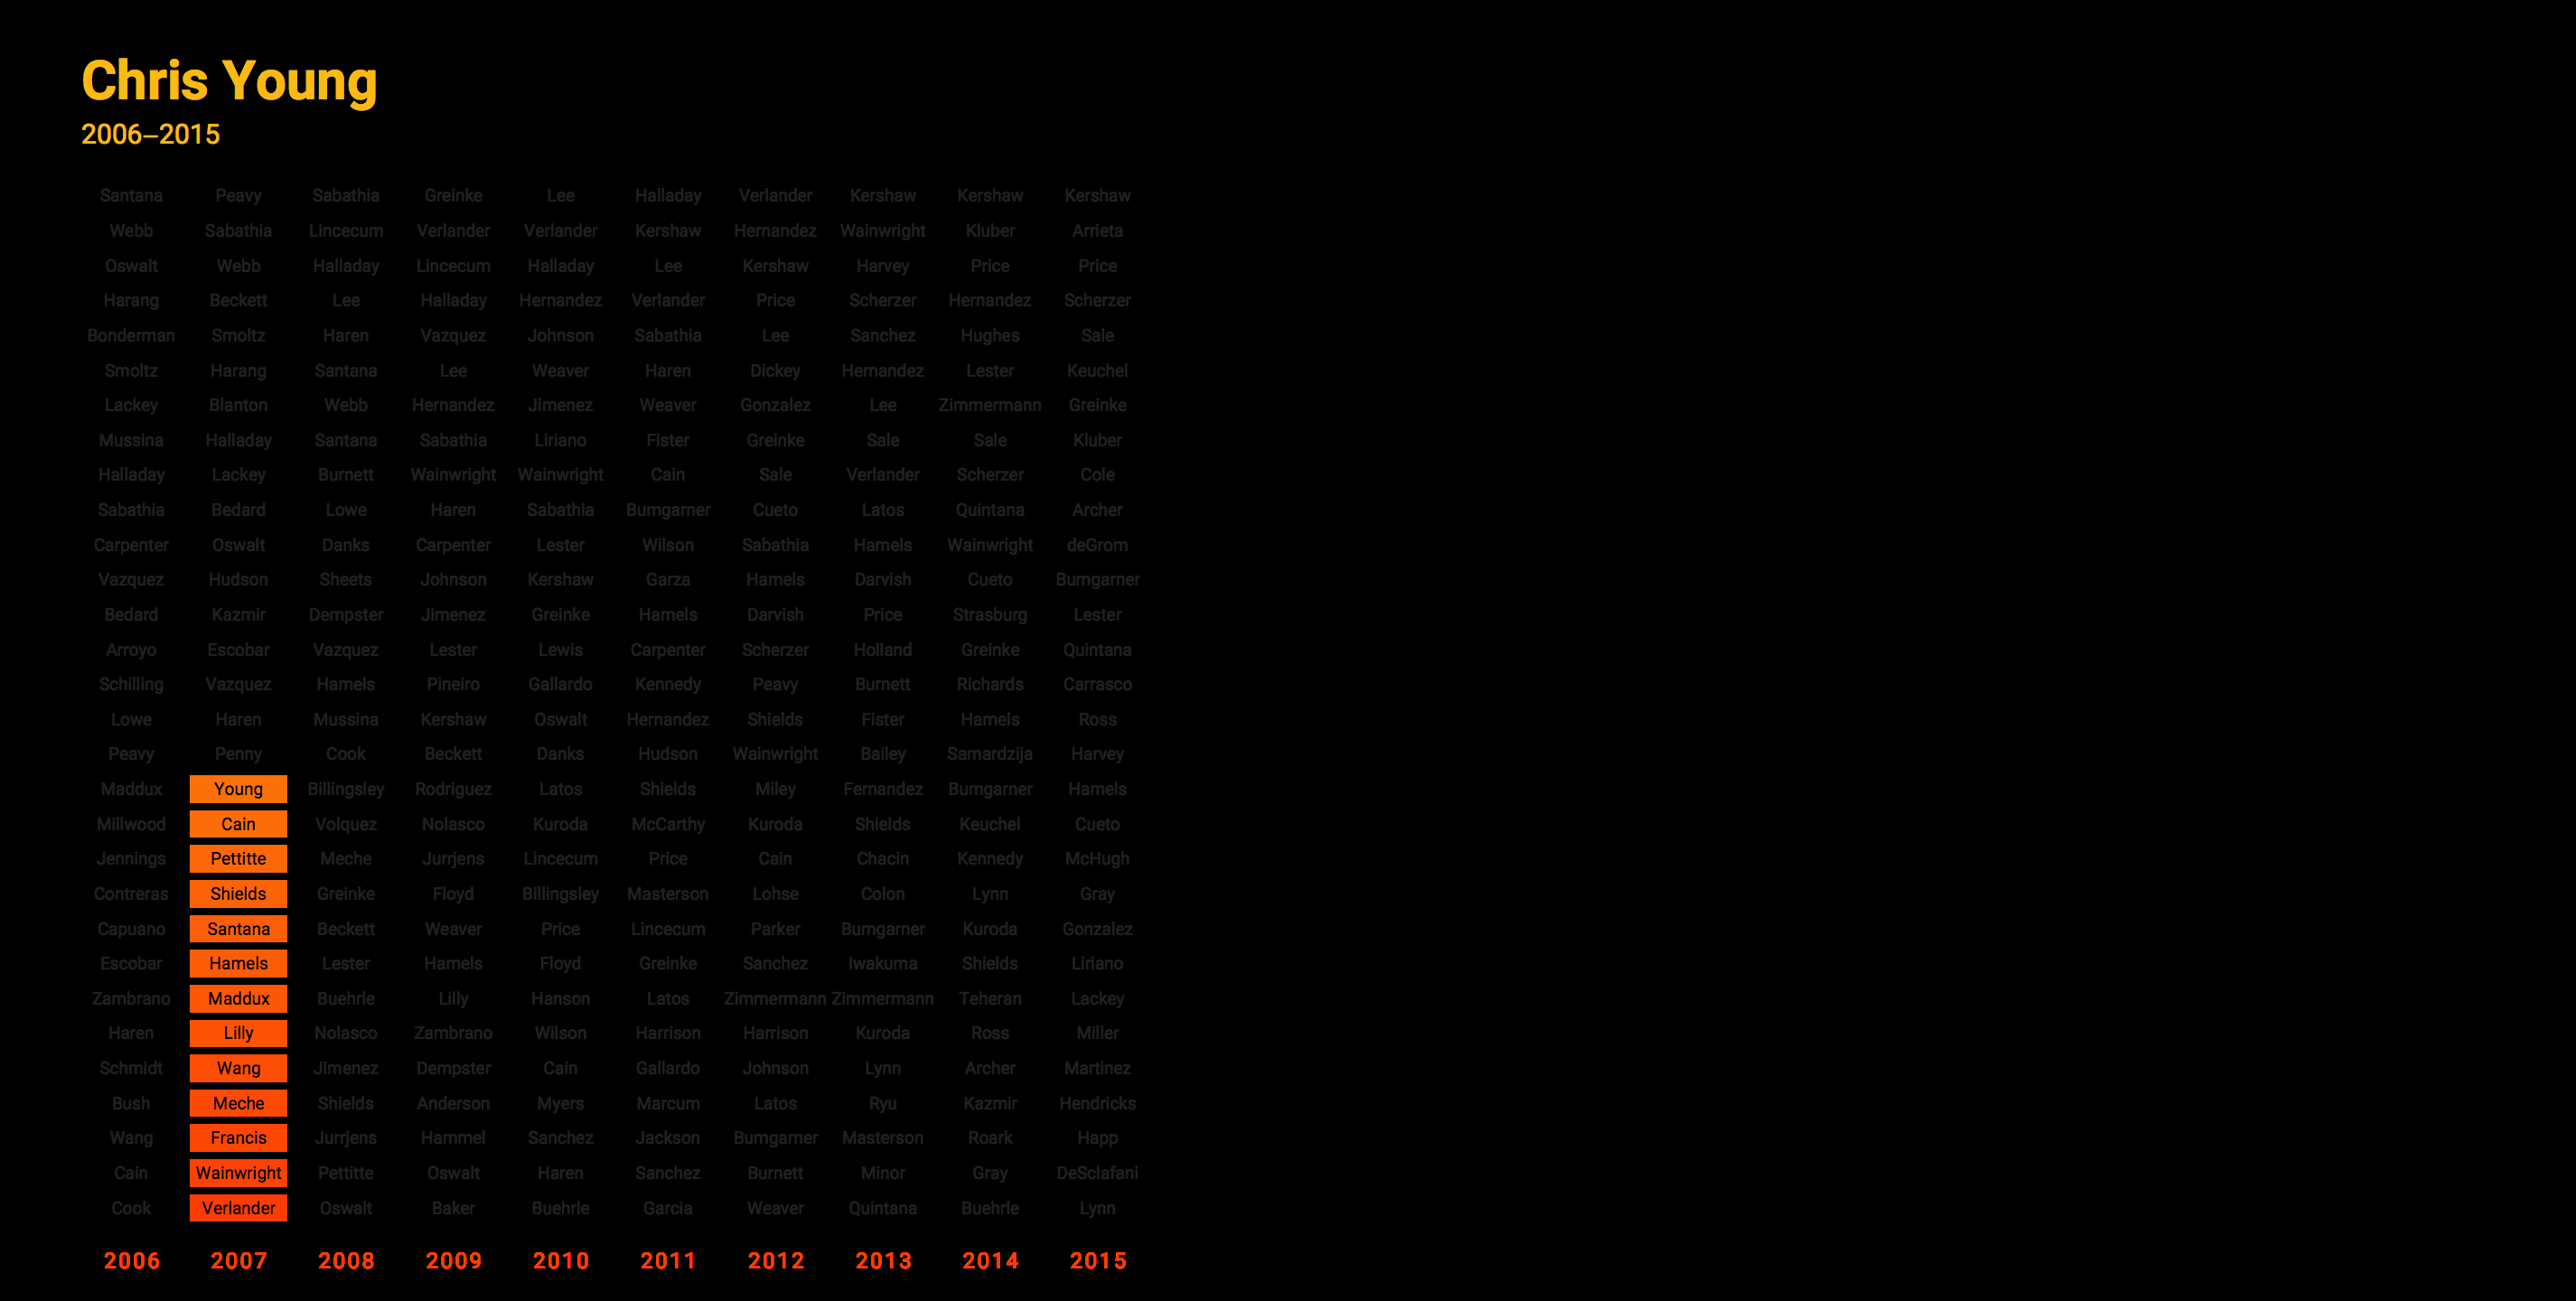 Chris Young
2006–2015
Santana Peavy Sabathia Greinke Lee Halladay Verlander Kershaw Kershaw Kershaw
Webb Sabathia Lincecum Verlander Verlander Kershaw Hernandez Wainwright Kluber Arrieta
Oswalt Webb Halladay Lincecum Halladay Lee Kershaw Harvey Price Price
Harang Beckett Lee Halladay Hernandez Verlander Price Scherzer Hernandez Scherzer
Bonderman Smoltz Haren Vazquez Johnson Sabathia Lee Sanchez Hughes Sale
Smoltz Harang Santana Lee Weaver Haren Dickey Hernandez Lester Keuchel
Lackey Blanton Webb Hernandez Jimenez Weaver Gonzalez Lee Zimmermann Greinke
Mussina Halladay Santana Sabathia Liriano Fister Greinke Sale Sale Kluber
Halladay Lackey Burnett Wainwright Wainwright Cain Sale Verlander Scherzer Cole
Sabathia Bedard Lowe Haren Sabathia Bumgarner Cueto Latos Quintana Archer
Carpenter Oswalt Danks Carpenter Lester Wilson Sabathia Hamels Wainwright deGrom
Vazquez Hudson Sheets Johnson Kershaw Garza Hamels Darvish Cueto Bumgarner
Bedard Kazmir Dempster Jimenez Greinke Hamels Darvish Price Strasburg Lester
Arroyo Escobar Vazquez Lester Lewis Carpenter Scherzer Holland Greinke Quintana
Schilling Vazquez Hamels Pineiro Gallardo Kennedy Peavy Burnett Richards Carrasco
Lowe Haren Mussina Kershaw Oswalt Hernandez Shields Fister Hamels Ross
Peavy Penny Cook Beckett Danks Hudson Wainwright Bailey Samardzija Harvey
Maddux Young Billingsley Rodriguez Latos Shields Miley Fernandez Bumgarner Hamels
Millwood Cain Volquez Nolasco Kuroda McCarthy Kuroda Shields Keuchel Cueto
Jennings Pettitte Meche Jurrjens Lincecum Price Cain Chacin Kennedy McHugh
Contreras Shields Greinke Floyd Billingsley Masterson Lohse Colon Lynn Gray
Capuano Santana Beckett Weaver Price Lincecum Parker Bumgarner Kuroda Gonzalez
Escobar Hamels Lester Hamels Floyd Greinke Sanchez Iwakuma Shields Liriano
Zambrano Maddux Buehrle Lilly Hanson Latos Zimmermann Zimmermann Teheran Lackey
Haren Lilly Nolasco Zambrano Wilson Harrison Harrison Kuroda Ross Miller
Schmidt Wang Jimenez Dempster Cain Gallardo Johnson Lynn Archer Martinez
Bush Meche Shields Anderson Myers Marcum Latos Ryu Kazmir Hendricks
Wang Francis Jurrjens Hammel Sanchez Jackson Bumgarner Masterson Roark Happ
Cain Wainwright Pettitte Oswalt Haren Sanchez Burnett Minor Gray DeSclafani
Cook Verlander Oswalt Baker Buehrle Garcia Weaver Quintana Buehrle Lynn
2006 2007 2008 2009 2010 2011 2012 2013 2014 2015